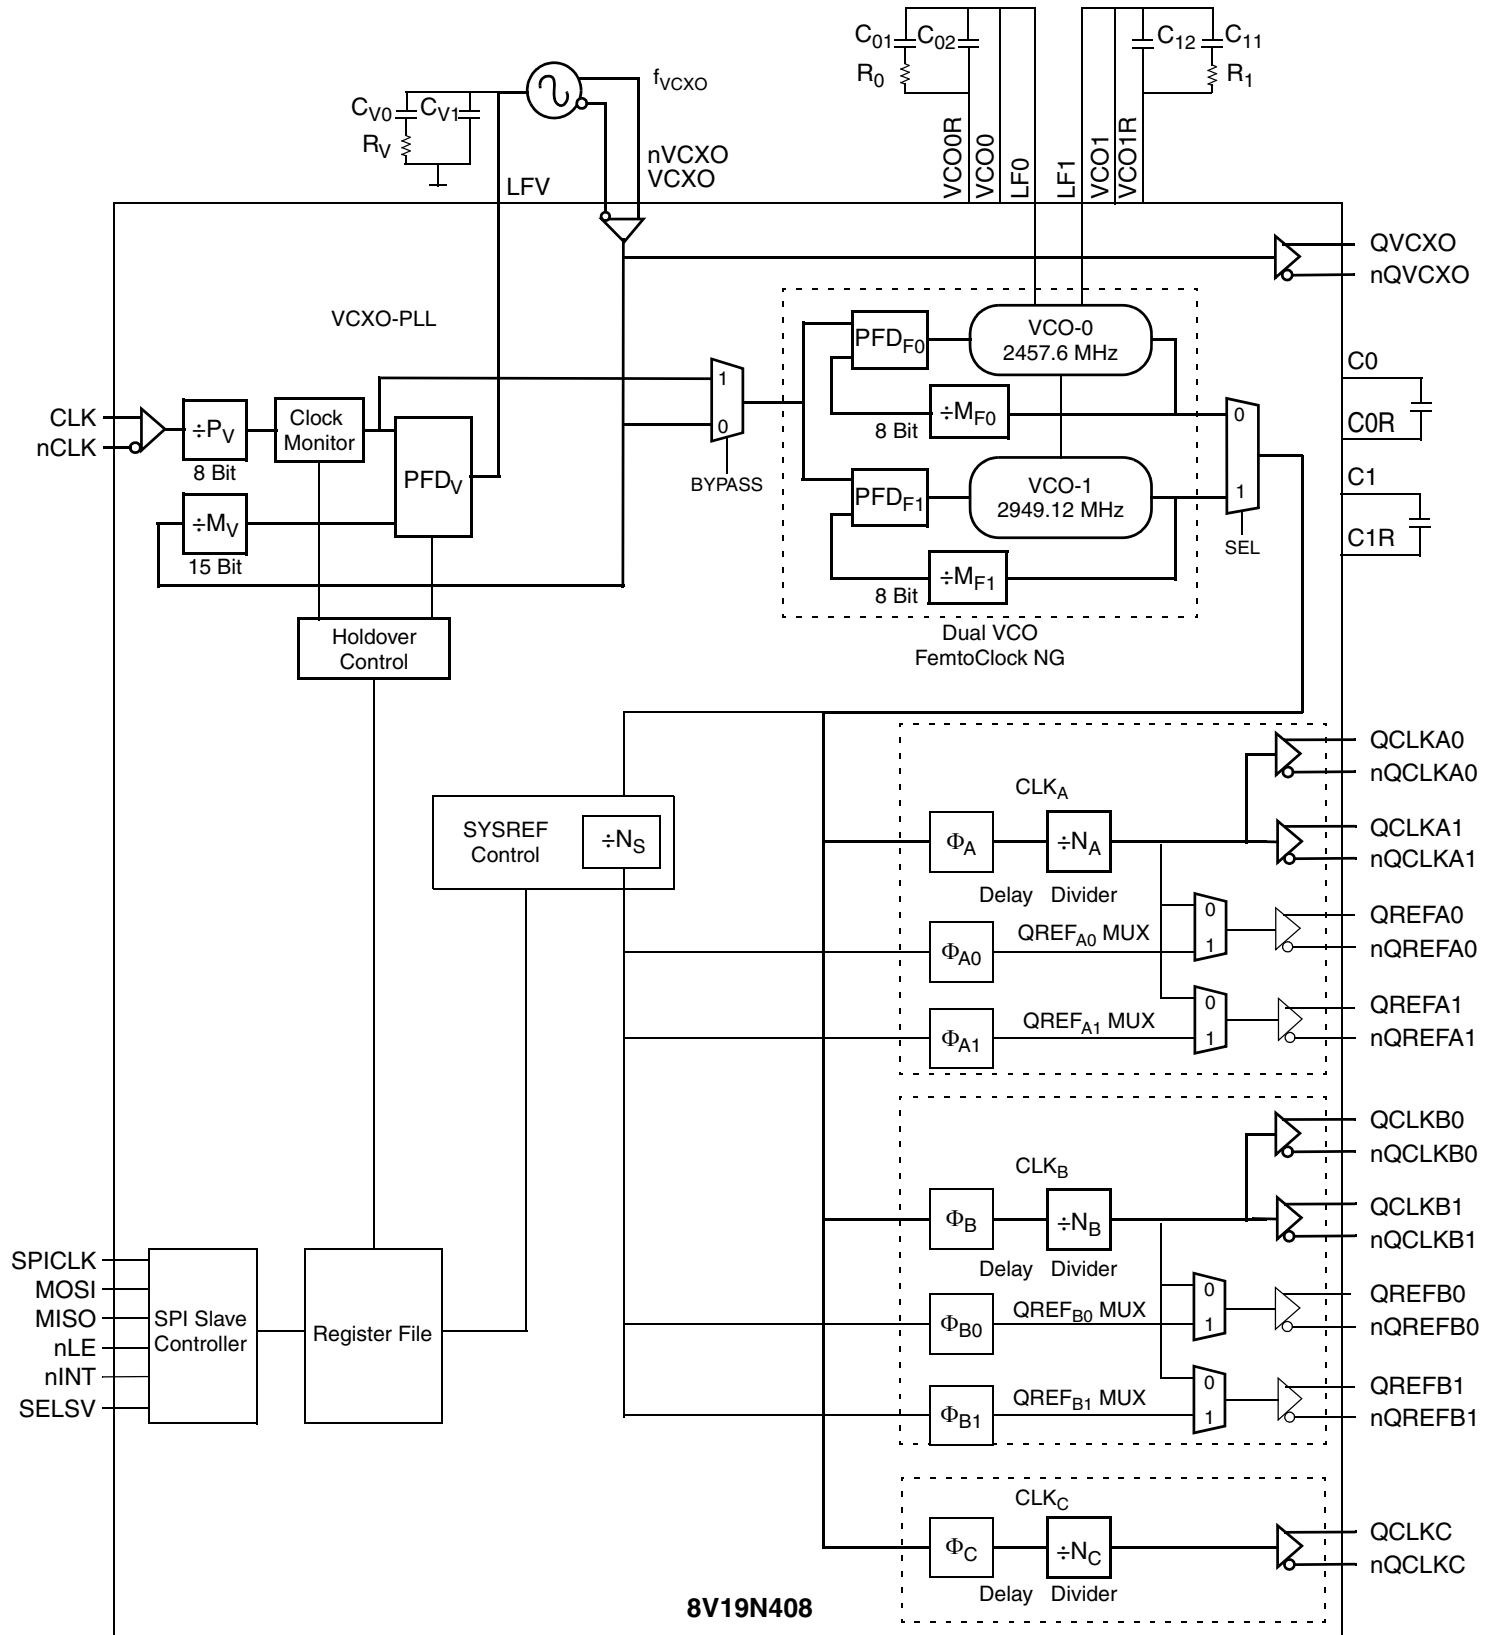 C01 C02
C12 C11
R0
R1
fVCXO
CV0 CV1
RV
nVCXO
VCXO
LFV
VCO0R
VCO0
LF0
LF1
VCO1
VCO1R
QVCXO
nQVCXO
VCXO-PLL
PFDF0
VCO-0
2457.6 MHz
C0
C0R
1
0
BYPASS
÷MF0
8 Bit
0
1
SEL
CLK
nCLK
÷PV
8 Bit
Clock
Monitor
PFDV
÷MV
15 Bit
PFDF1
VCO-1
2949.12 MHz
C1
C1R
÷MF1
8 Bit
Dual VCO
FemtoClock NG
Holdover
Control
SYSREF
Control
÷NS
CLKA
ΦA
÷NA
Delay Divider
QCLKA0
nQCLKA0
QCLKA1
nQCLKA1
ΦA0
QREFA0 MUX
0
1
QREFA0
nQREFA0
ΦA1
QREFA1 MUX
0
1
QREFA1
nQREFA1
CLKB
ΦB
÷NB
Delay Divider
QCLKB0
nQCLKB0
QCLKB1
nQCLKB1
ΦB0
QREFB0 MUX
0
1
QREFB0
nQREFB0
ΦB1
QREFB1 MUX
0
1
QREFB1
nQREFB1
SPICLK
MOSI
MISO
nLE
nINT
SELSV
SPI Slave
Controller
Register File
CLKC
ΦC
÷NC
Delay Divider
QCLKC
nQCLKC
8V19N408